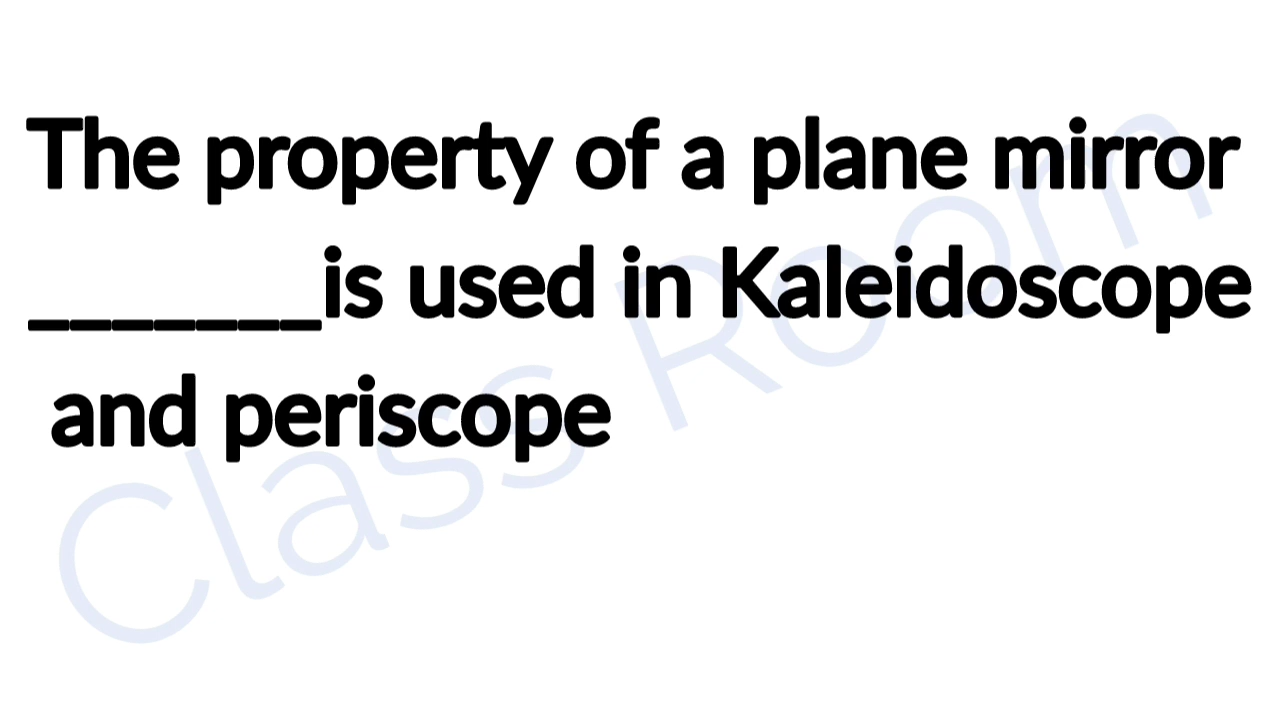 The property of a plane mirror
_______is used in Kaleidoscope
and periscope
Class Room